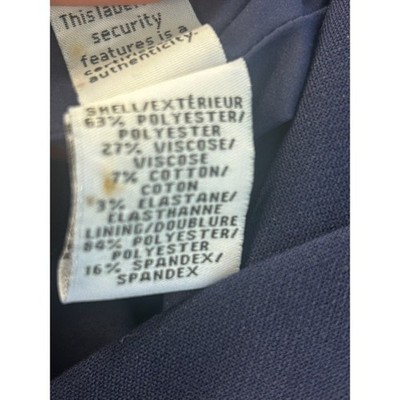 This label
security
features is a
authenticity.
SHELL/EXTÉRIEUR
63% POLYESTER/
POLYESTER
27% VISCOSE/
VISCOSE
7% COTTON/
COTON
3% ELASTANE/
ELASTHANNE
LINING/DOUBLURE
84% POLYESTER/
POLYESTER
16% SPANDEX/
SPANDEX